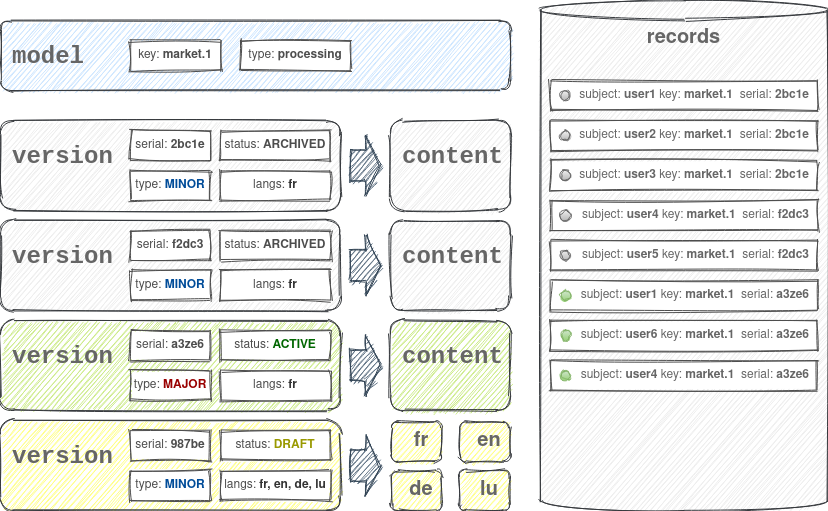 model
key: market.1
type: processing
version
serial: 2bc1e
status: ARCHIVED
type: MINOR
langs: fr
content
version
serial: f2dc3
status: ARCHIVED
type: MINOR
langs: fr
content
version
serial: a3ze6
status: ACTIVE
type: MAJOR
langs: fr
content
version
serial: 987be
status: DRAFT
type: MINOR
langs: fr, en, de, lu
fr
en
de
lu
records
subject: user1 key: market.1 serial: 2bc1e
subject: user2 key: market.1 serial: 2bc1e
subject: user3 key: market.1 serial: 2bc1e
subject: user4 key: market.1 serial: f2dc3
subject: user5 key: market.1 serial: f2dc3
subject: user1 key: market.1 serial: a3ze6
subject: user6 key: market.1 serial: a3ze6
subject: user4 key: market.1 serial: a3ze6